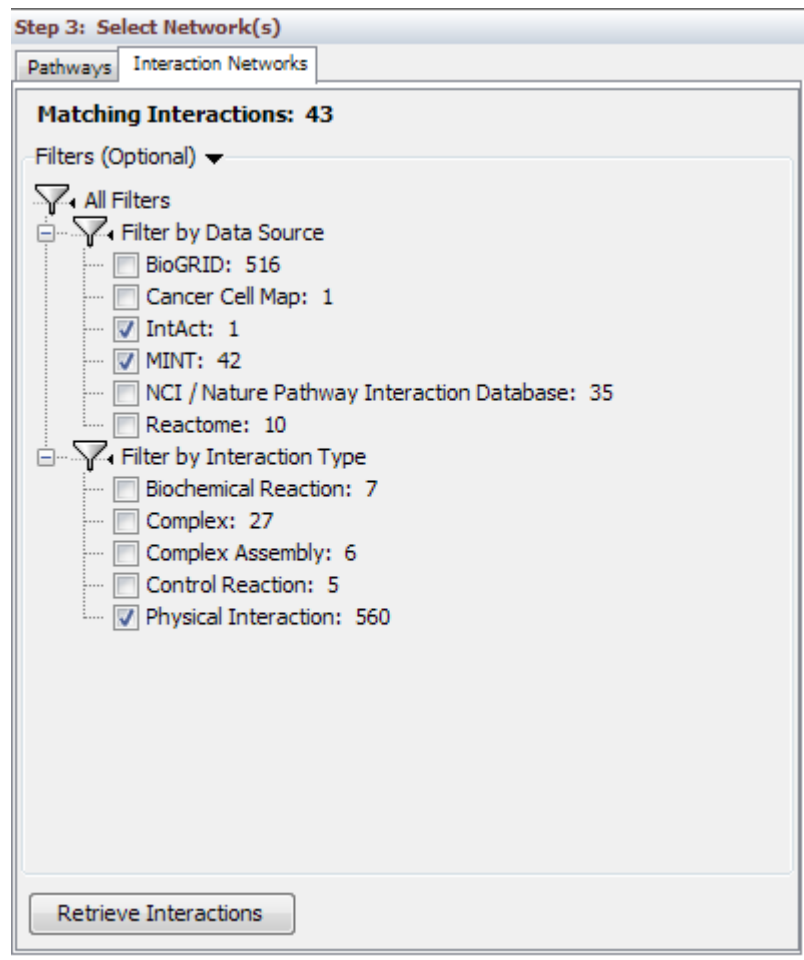 Step 3: Select Network(s)
Pathways Interaction Networks
Matching Interactions: 43
Filters (Optional)
All Filters
Filter by Data Source
BioGRID: 516
Cancer Cell Map: 1
IntAct: 1
MINT: 42
NCI / Nature Pathway Interaction Database: 35
Reactome: 10
Filter by Interaction Type
Biochemical Reaction: 7
Complex: 27
Complex Assembly: 6
Control Reaction: 5
Physical Interaction: 560
Retrieve Interactions